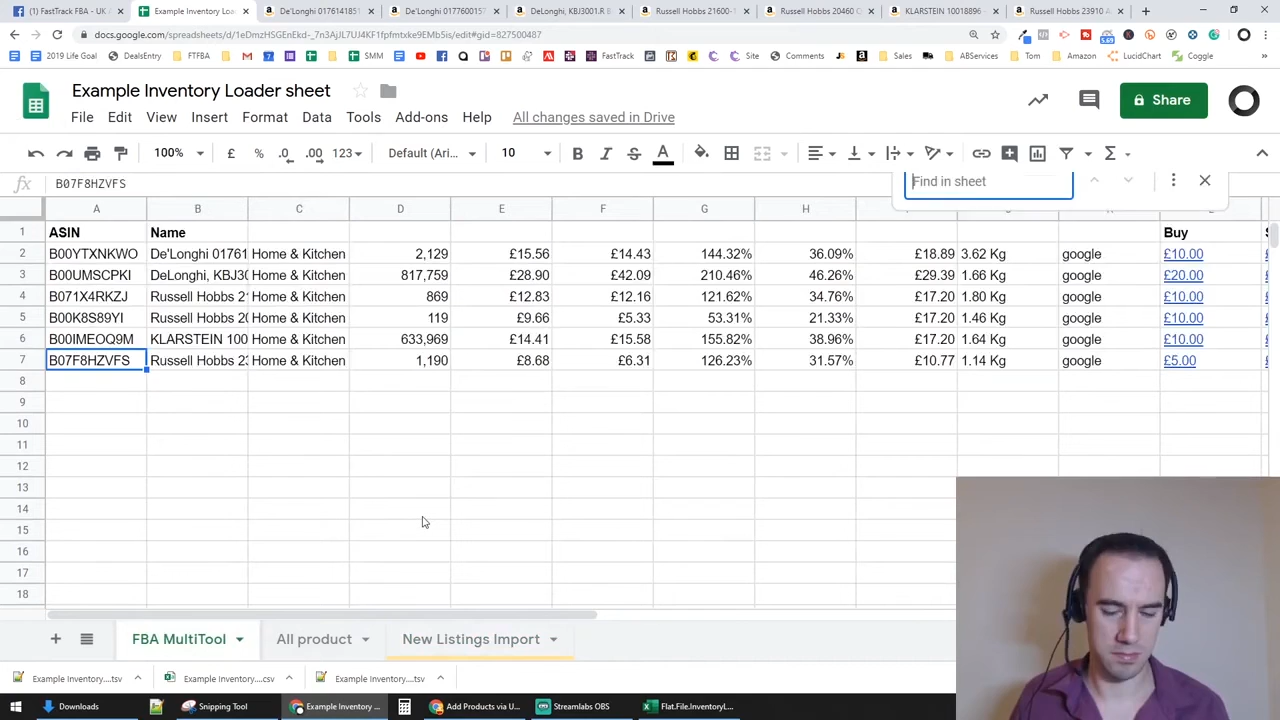 (1) FastTrack FBA - UK A
Example Inventory Loa
De'Longhi 0176141851
De'Longhi 0177600157
DeLonghi, KBJ3001.R B
Russell Hobbs 21600-1
Russell Hobbs 20460 Q
KLARSTEIN 10018896 -
Russell Hobbs 23910 A
docs.google.com/spreadsheets/d/1eDmzHSGEnEkd-_7n3AjJL7UJ4KF1fpfmtxke9EMb5is/edit#gid=827500487
5.69
2019 Life Goal
DealsEntry
FTFBA
SMM
FastTrack
Site
Comments
JS
Sales
ABServices
Tom
Amazon
LucidChart
Coggle
Example Inventory Loader sheet
Share
File Edit View Insert Format Data Tools Add-ons Help All changes saved in Drive
100% £ % .0 .00 123 Default (Ari... 10 B I S A
fx B07F8HZVFS
Find in sheet
A B C D E F G H
1 ASIN Name Buy
2 B00YTXNKWO De'Longhi 01761 Home & Kitchen 2,129 £15.56 £14.43 144.32% 36.09% £18.89 3.62 Kg google £10.00
3 B00UMSCPKI DeLonghi, KBJ30 Home & Kitchen 817,759 £28.90 £42.09 210.46% 46.26% £29.39 1.66 Kg google £20.00
4 B071X4RKZJ Russell Hobbs 21 Home & Kitchen 869 £12.83 £12.16 121.62% 34.76% £17.20 1.80 Kg google £10.00
5 B00K8S89YI Russell Hobbs 20 Home & Kitchen 119 £9.66 £5.33 53.31% 21.33% £17.20 1.46 Kg google £10.00
6 B00IMEOQ9M KLARSTEIN 100 Home & Kitchen 633,969 £14.41 £15.58 155.82% 38.96% £17.20 1.64 Kg google £10.00
7 B07F8HZVFS Russell Hobbs 23 Home & Kitchen 1,190 £8.68 £6.31 126.23% 31.57% £10.77 1.14 Kg google £5.00
8
9
10
11
12
13
14
15
16
17
18
FBA MultiTool
All product
New Listings Import
Example Inventory....tsv
Example Inventory....csv
Example Inventory....tsv
Downloads
Snipping Tool
Example Inventory ...
Add Products via U...
Streamlabs OBS
Flat.File.InventoryL...